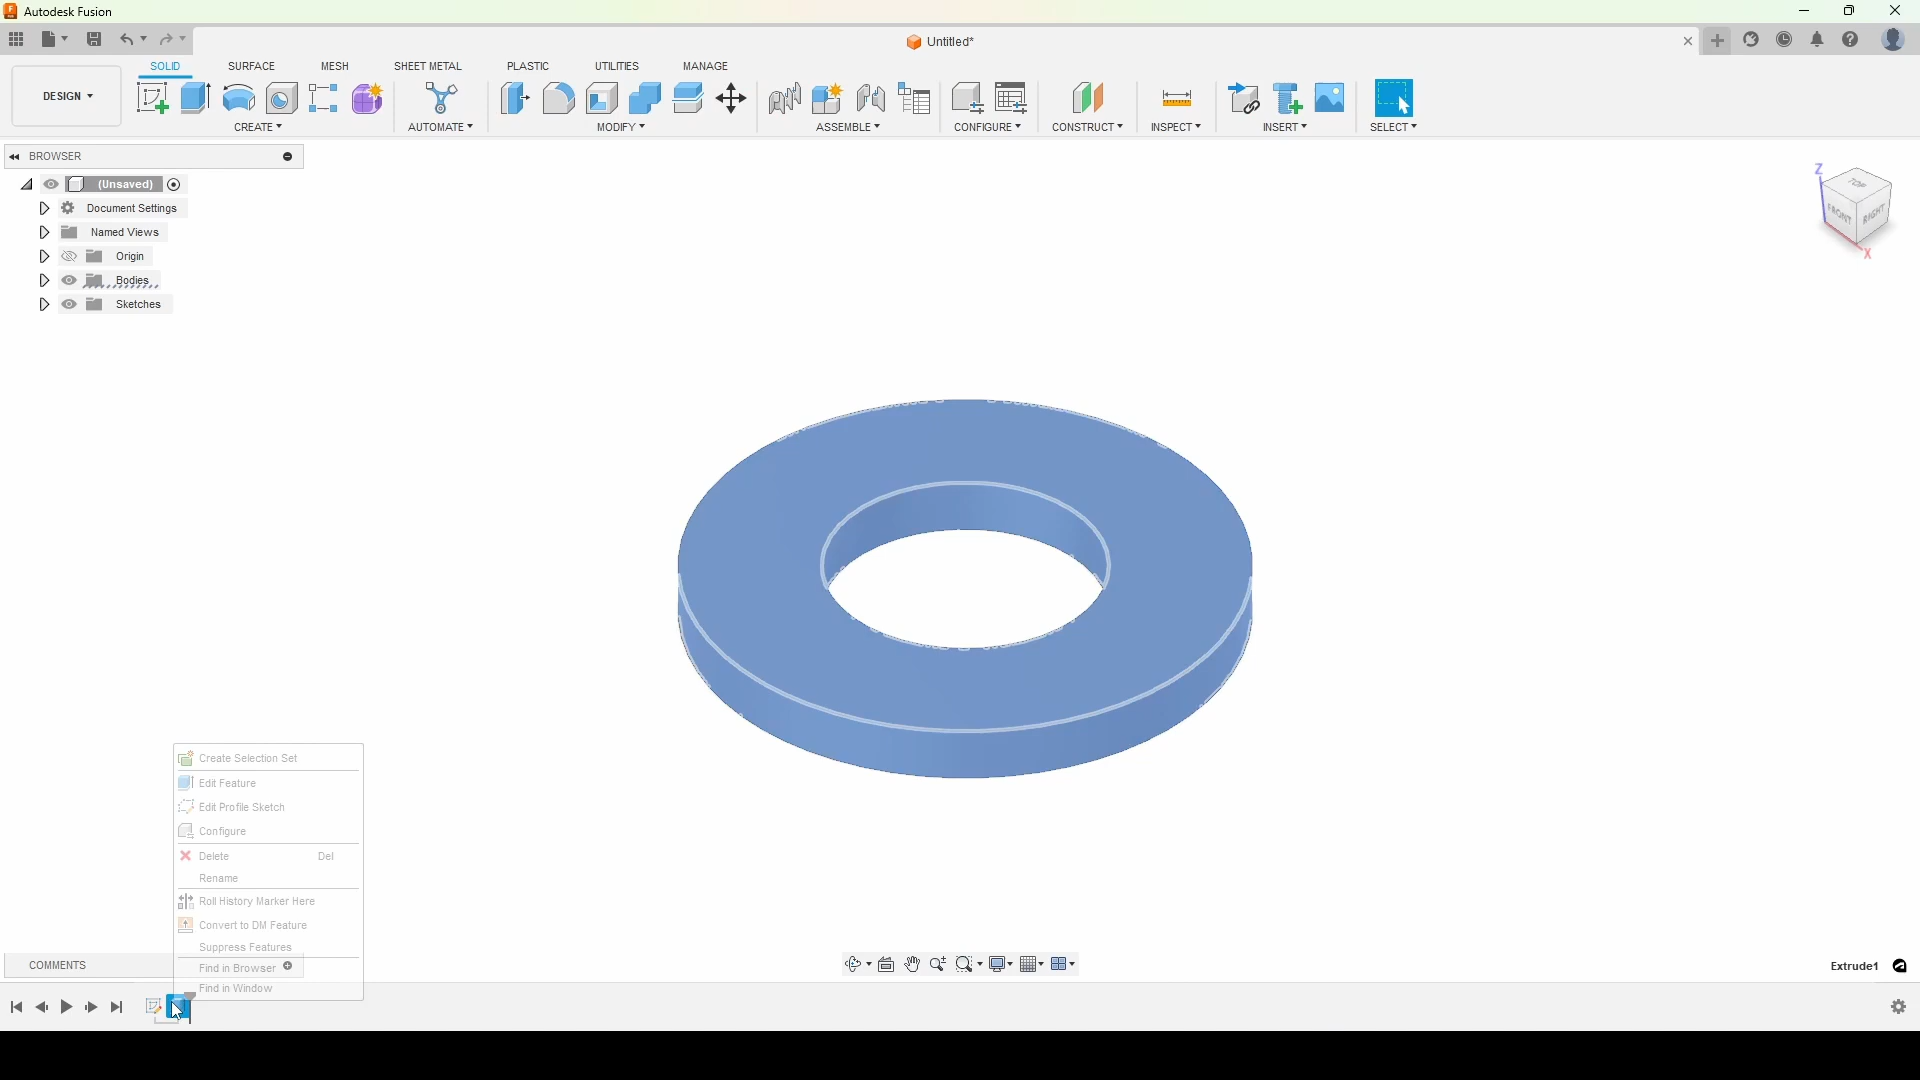 Autodesk Fusion
Untitled*
DESIGN
SOLID SURFACE MESH SHEET METAL PLASTIC UTILITIES MANAGE
CREATE AUTOMATE MODIFY ASSEMBLE CONFIGURE CONSTRUCT INSPECT INSERT SELECT
BROWSER
(Unsaved)
Document Settings
Named Views
Origin
Bodies
Sketches
Z
TOP
FRONT RIGHT
X
Create Selection Set
Edit Feature
Edit Profile Sketch
Configure
Delete Del
Rename
Roll History Marker Here
Convert to DM Feature
Suppress Features
Find in Browser
Find in Window
COMMENTS
Extrude1